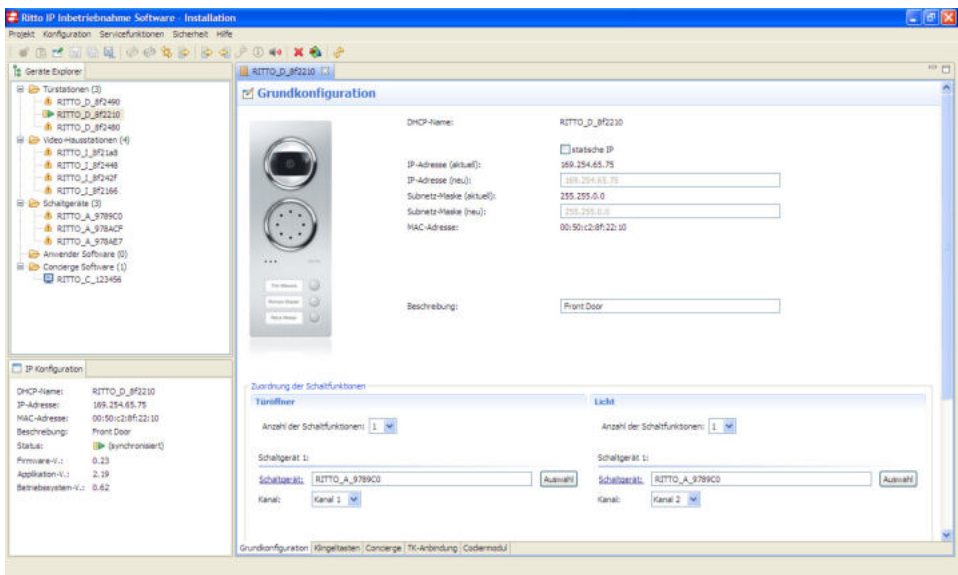 Ritto IP Inbetriebnahme Software - Installation
Projekt Konfiguration Servicefunktionen Sicherheit Hilfe
Geräte Explorer
Türstationen (3)
RITTO_D_8f2490
RITTO_D_8f2210
RITTO_D_8f2480
Video-Hausstationen (4)
RITTO_I_8f21a8
RITTO_I_8f2448
RITTO_I_8f242f
RITTO_I_8f2166
Schaltgeräte (3)
RITTO_A_9789C0
RITTO_A_978ACF
RITTO_A_978AE7
Anwender Software (0)
Concierge Software (1)
RITTO_C_123456
IP Konfiguration
DHCP-Name: RITTO_D_8f2210
IP-Adresse: 169.254.65.75
MAC-Adresse: 00:50:c2:8f:22:10
Beschreibung: Front Door
Status: (synchronisiert)
Firmware-V.: 0.23
Applikation-V.: 2.19
Betriebssystem-V.: 0.62
RITTO_D_8f2210
Grundkonfiguration
DHCP-Name: RITTO_D_8f2210
statische IP
IP-Adresse (aktuell): 169.254.65.75
IP-Adresse (neu): 169.254.65.75
Subnetz-Maske (aktuell): 255.255.0.0
Subnetz-Maske (neu): 255.255.0.0
MAC-Adresse: 00:50:c2:8f:22:10
Beschreibung: Front Door
Zuordnung der Schaltfunktionen
Türöffner
Anzahl der Schaltfunktionen: 1
Schaltgerät 1:
Schaltgerät: RITTO_A_9789C0 Auswahl
Kanal: Kanal 1
Licht
Anzahl der Schaltfunktionen: 1
Schaltgerät 1:
Schaltgerät: RITTO_A_9789C0 Auswahl
Kanal: Kanal 2
Grundkonfiguration Klingeltasten Concierge TK-Anbindung Codiermodul